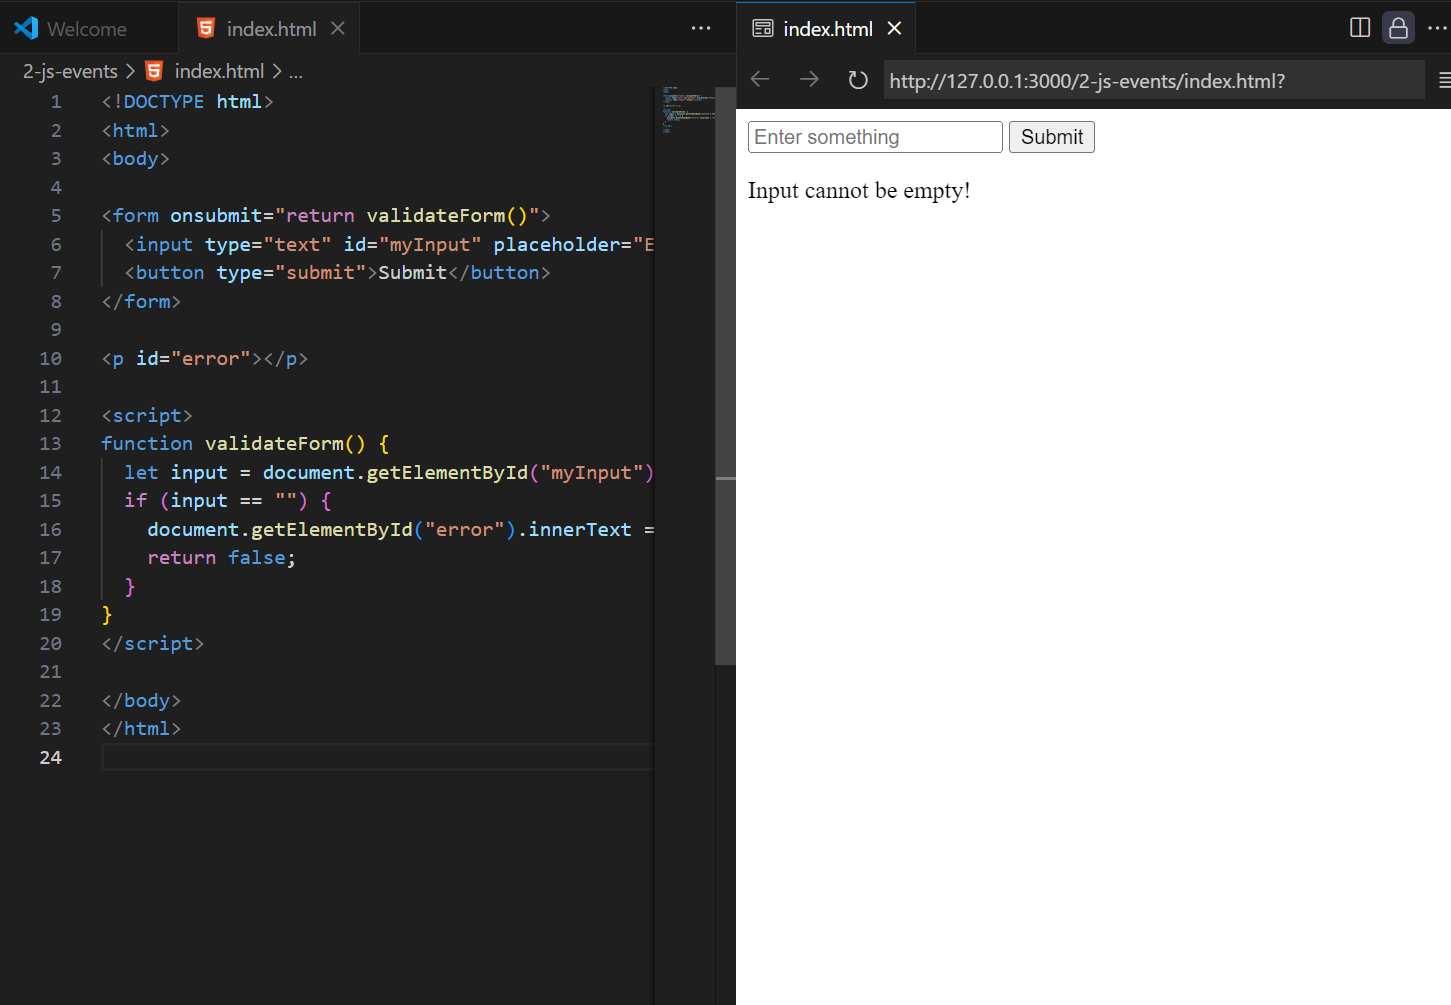 Welcome
index.html
2-js-events > index.html > ...
1 <!DOCTYPE html>
2 <html>
3 <body>
4
5 <form onsubmit="return validateForm()">
6 <input type="text" id="myInput" placeholder="E
7 <button type="submit">Submit</button>
8 </form>
9
10 <p id="error"></p>
11
12 <script>
13 function validateForm() {
14 let input = document.getElementById("myInput")
15 if (input == "") {
16 document.getElementById("error").innerText =
17 return false;
18 }
19 }
20 </script>
21
22 </body>
23 </html>
24
index.html
http://127.0.0.1:3000/2-js-events/index.html?
Enter something
Submit
Input cannot be empty!